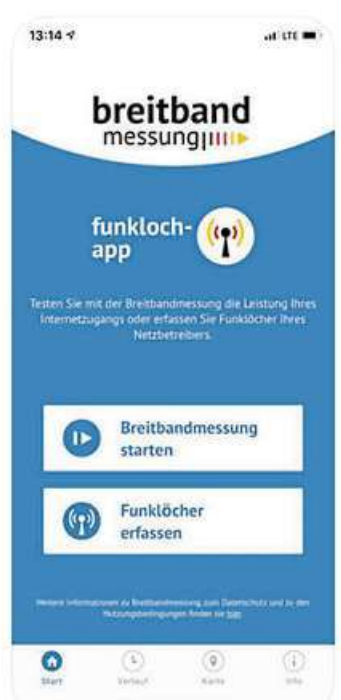 13:14
LTE
breitband
messung
funkloch-
app
Testen Sie mit der Breitbandmessung die Leistung Ihres
Internetzugangs oder erfassen Sie Funklöcher Ihres
Netzbetreibers.
Breitbandmessung
starten
Funklöcher
erfassen
Weitere Informationen zu Breitbandmessung, zum Datenschutz und zu den
Nutzungsbedingungen finden Sie hier.
Start Verlauf Karte Info